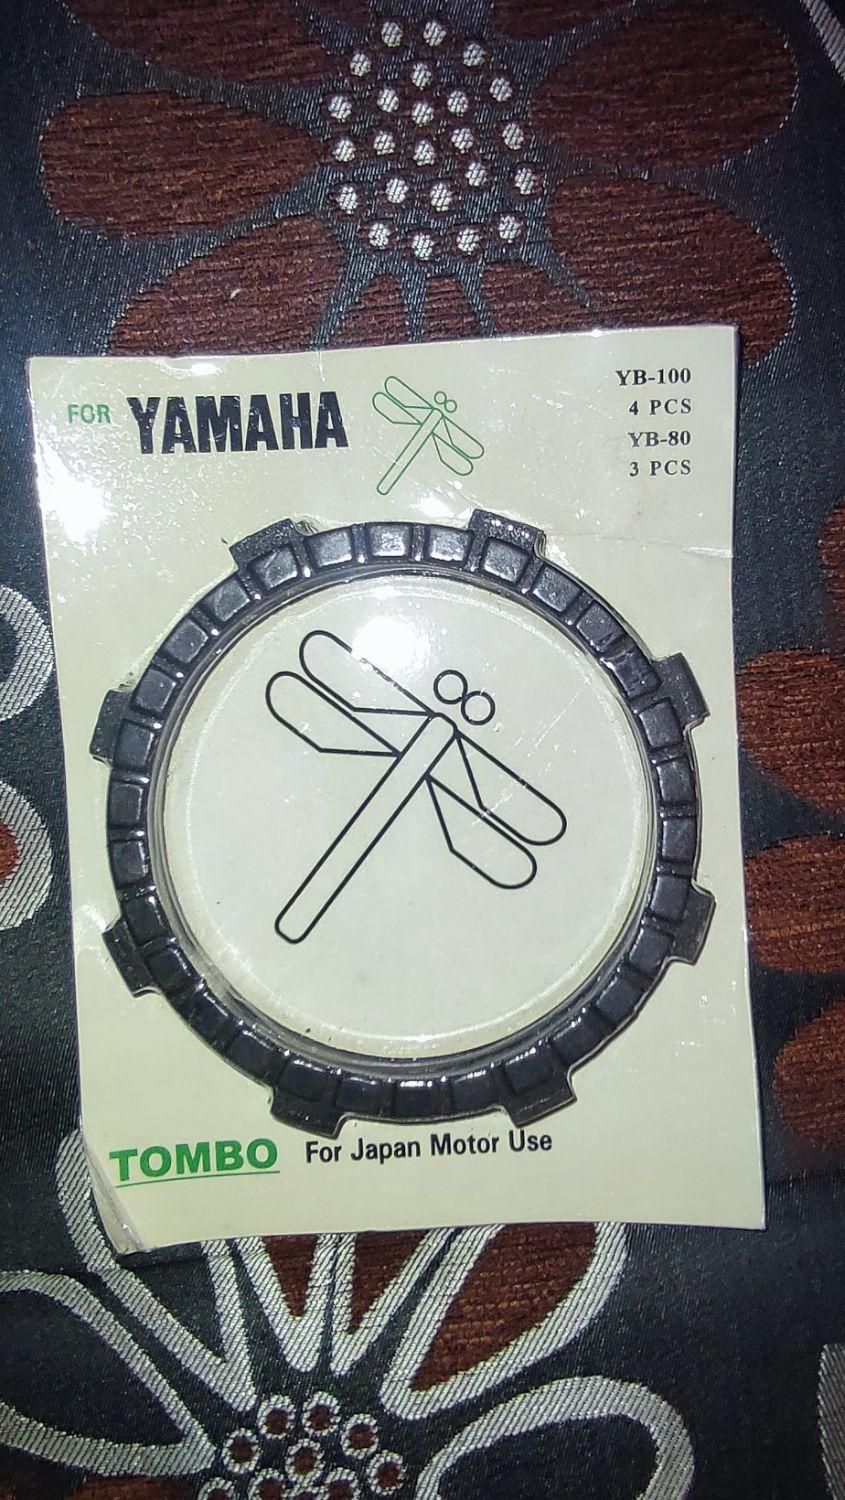 FOR YAMAHA
YB-100
4 PCS
YB-80
3 PCS
TOMBO For Japan Motor Use